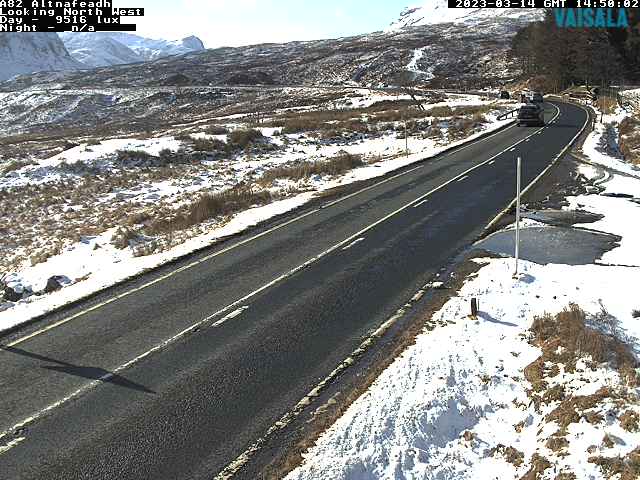 A82 Altnafeadh
Looking North West
Day - 9516 lux
Night - n/a
2023-03-14 GMT 14:50:02
VAISALA